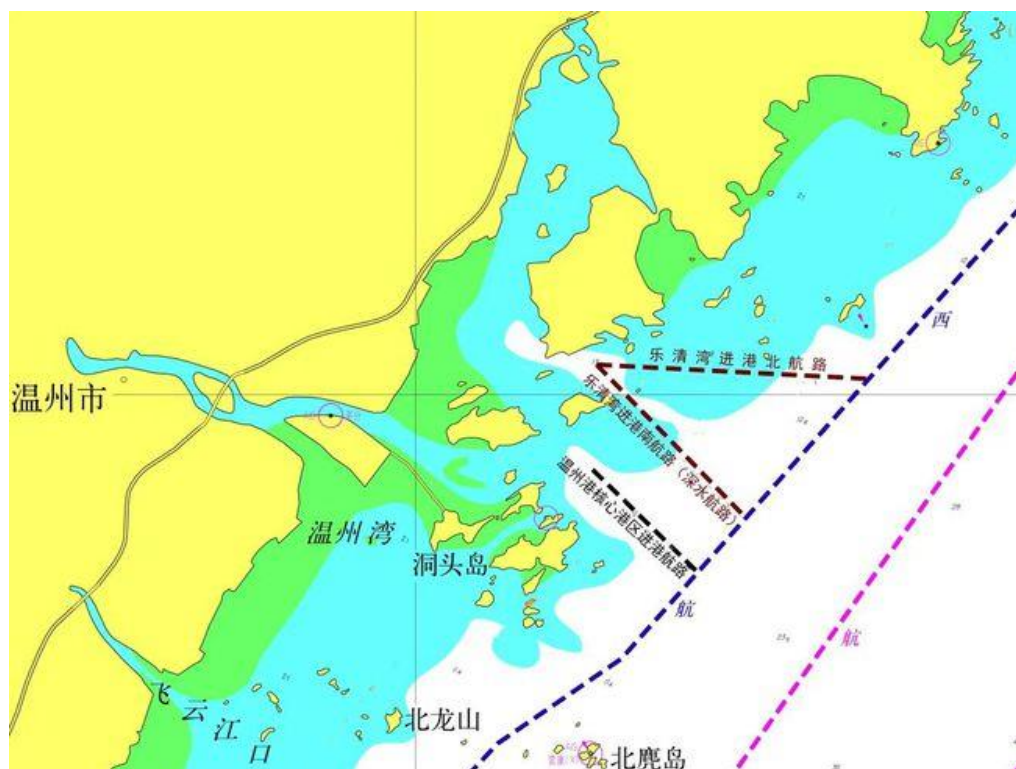 西
乐清湾进港北航路
乐清湾进港南航路（深水航路）
温州市
温州港核心港区进港航路
温州湾
洞头岛
航
航
飞云江口
北龙山
北麂岛